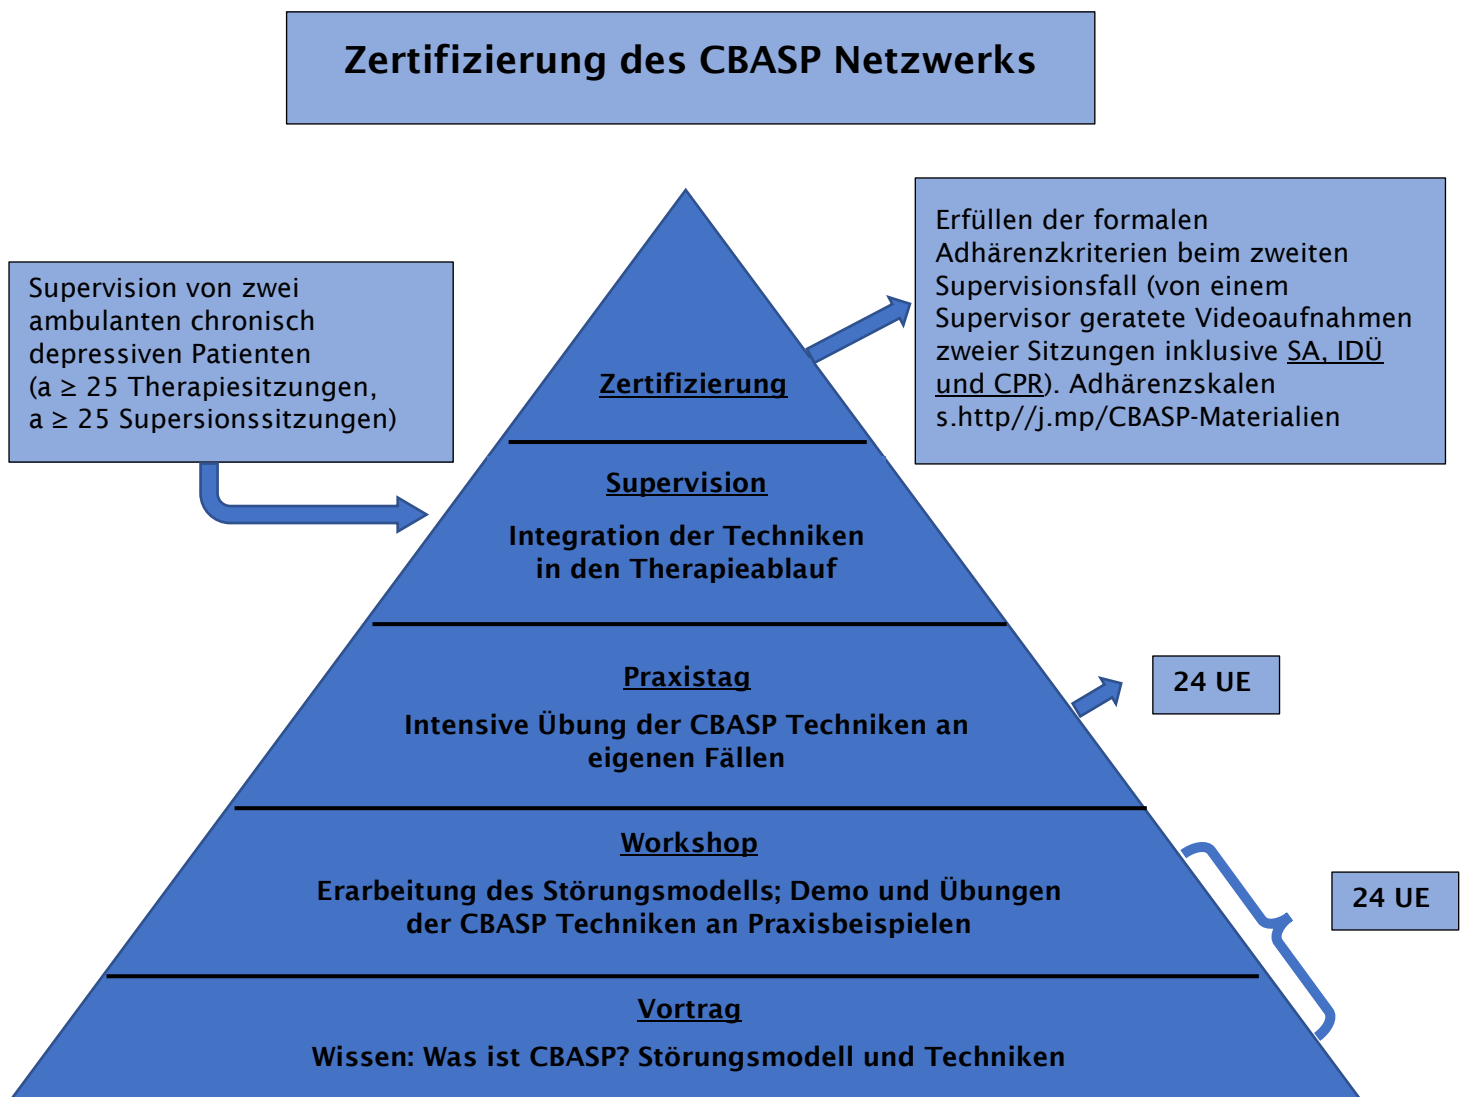 Zertifizierung des CBASP Netzwerks
Supervision von zwei
ambulanten chronisch
depressiven Patienten
(a ≥ 25 Therapiesitzungen,
a ≥ 25 Supersionssitzungen)
Erfüllen der formalen
Adhärenzkriterien beim zweiten
Supervisionsfall (von einem
Supervisor geratete Videoaufnahmen
zweier Sitzungen inklusive SA, IDÜ
und CPR). Adhärenzskalen
s.http//j.mp/CBASP-Materialien
Zertifizierung
Supervision
Integration der Techniken
in den Therapieablauf
Praxistag
Intensive Übung der CBASP Techniken an
eigenen Fällen
24 UE
Workshop
Erarbeitung des Störungsmodells; Demo und Übungen
der CBASP Techniken an Praxisbeispielen
24 UE
Vortrag
Wissen: Was ist CBASP? Störungsmodell und Techniken